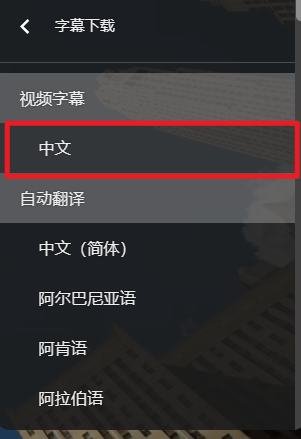 字幕下载
视频字幕
中文
自动翻译
中文（简体）
阿尔巴尼亚语
阿肯语
阿拉伯语